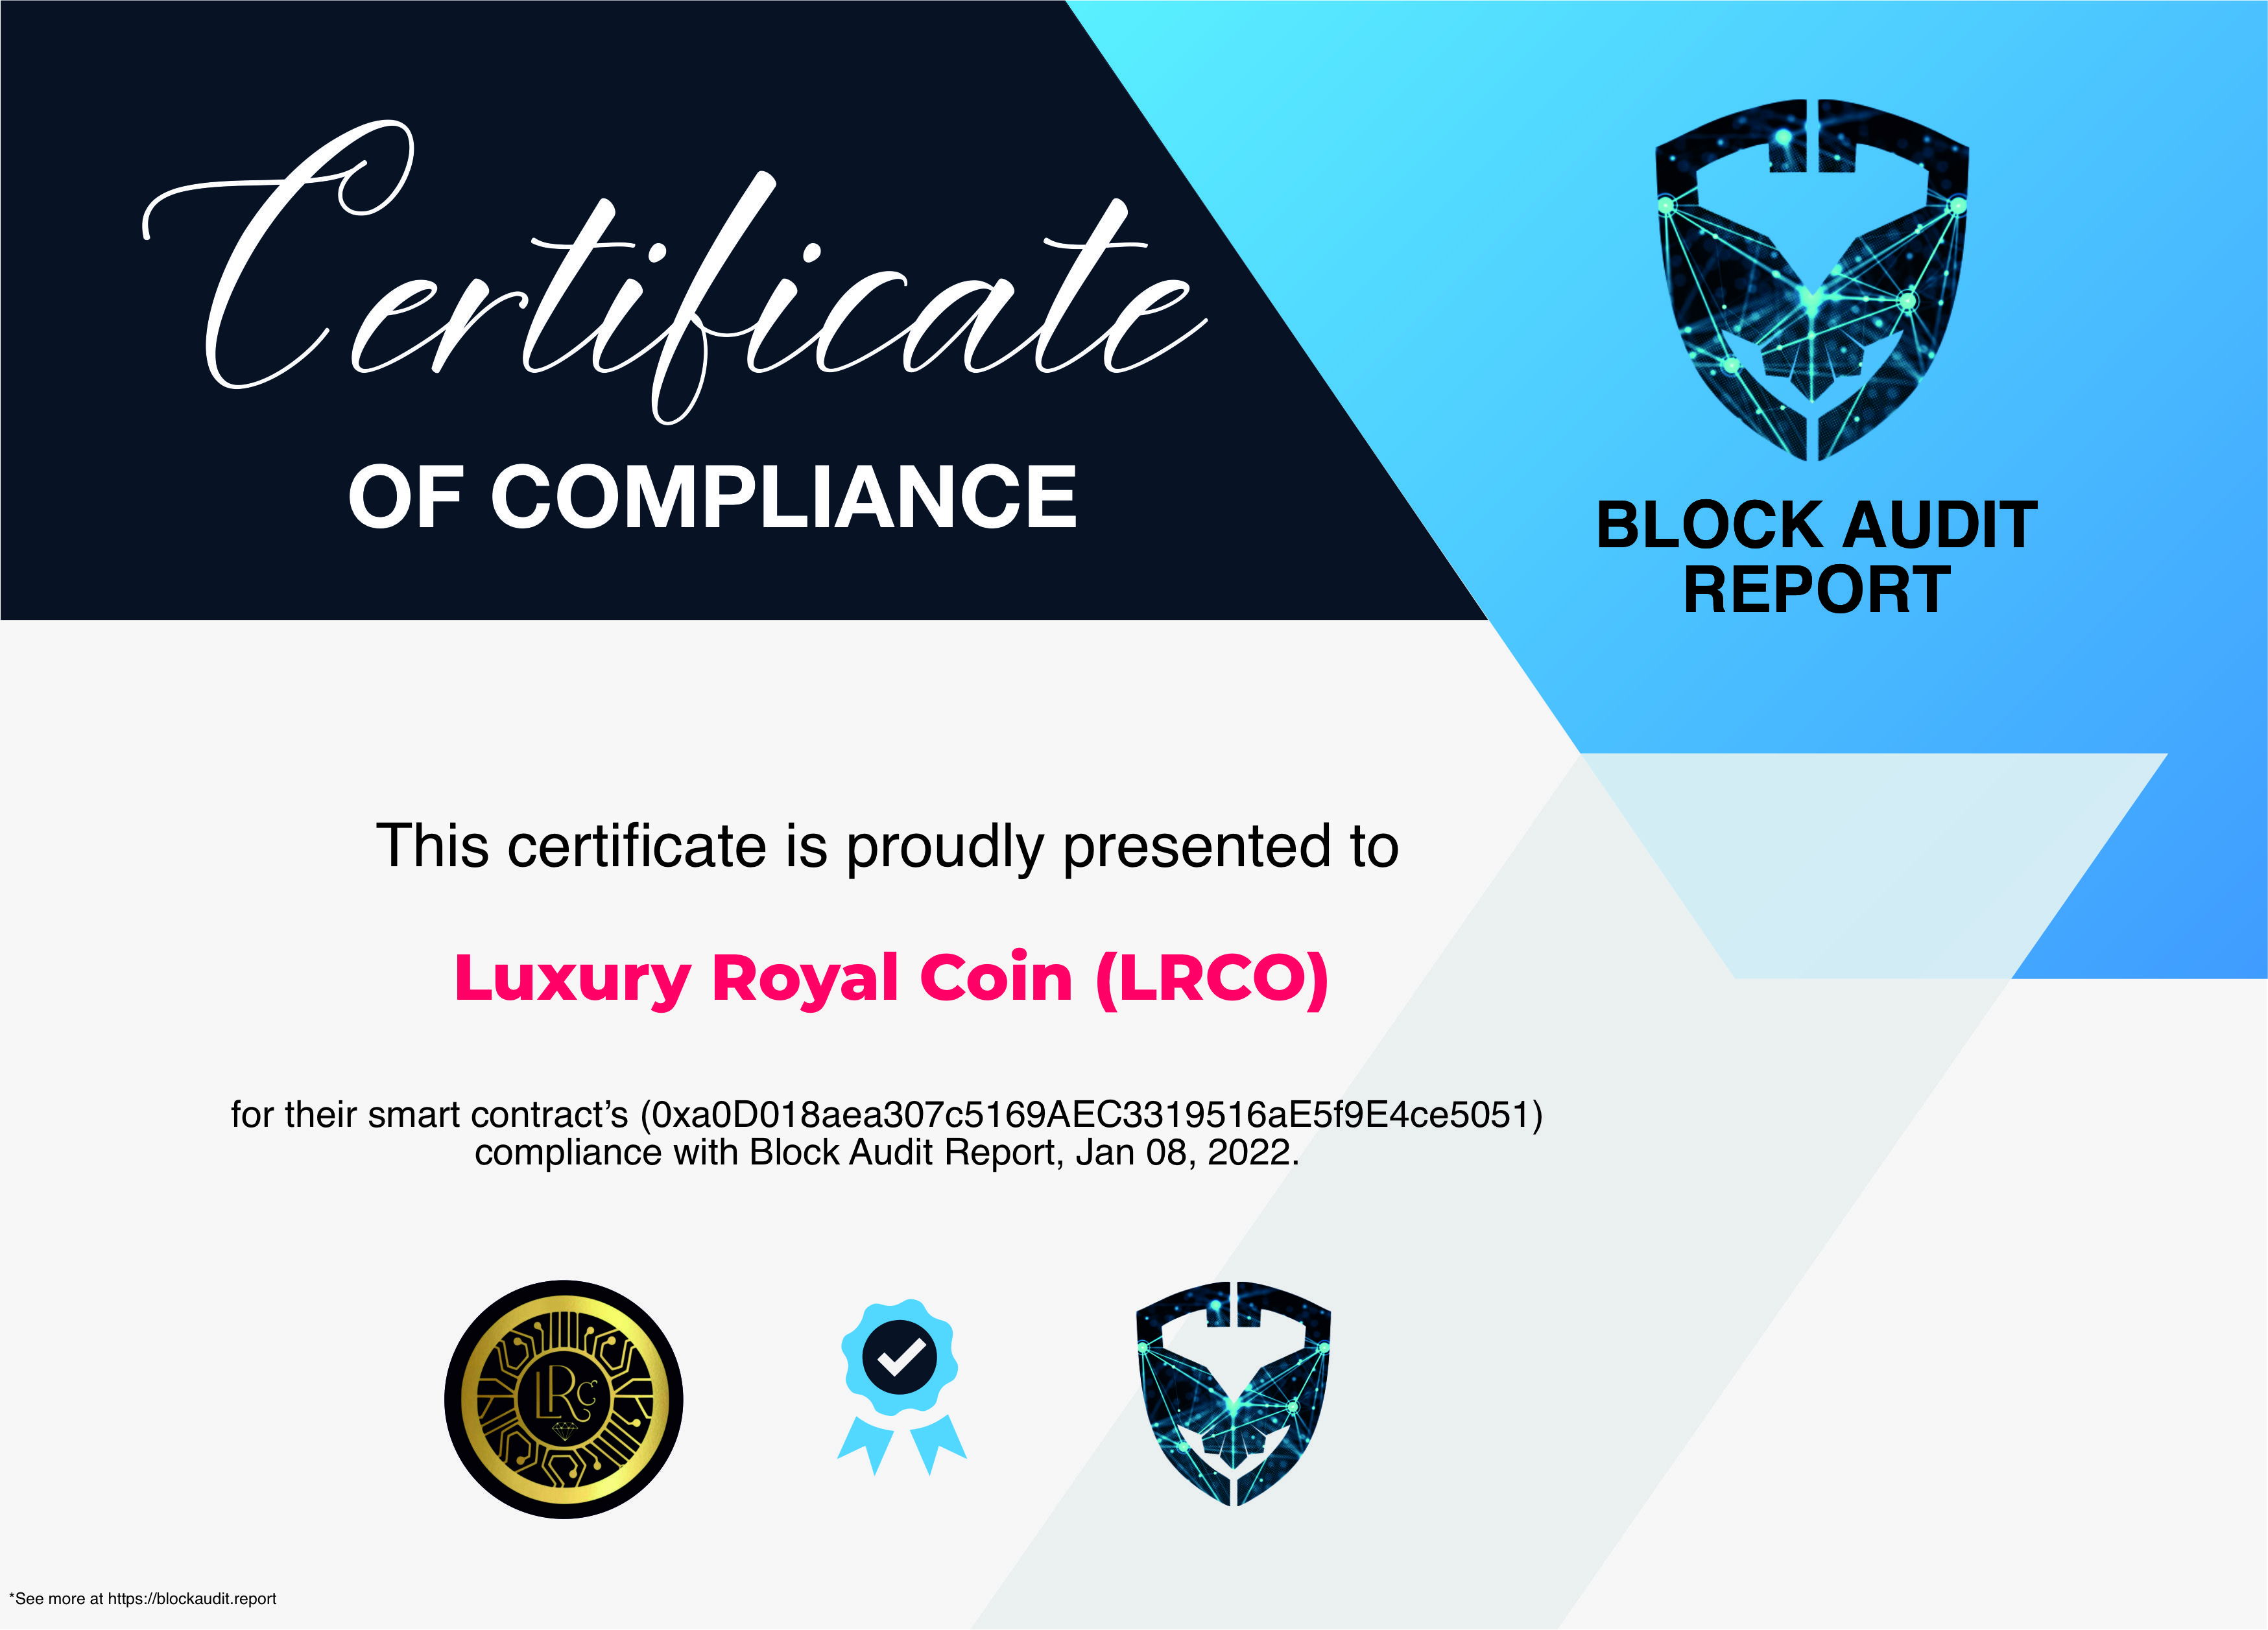 Certificate
OF COMPLIANCE
BLOCK AUDIT
REPORT
This certificate is proudly presented to
Luxury Royal Coin (LRCO)
for their smart contract’s (0xa0D018aea307c5169AEC3319516aE5f9E4ce5051)
compliance with Block Audit Report, Jan 08, 2022.
LRC
*See more at https://blockaudit.report